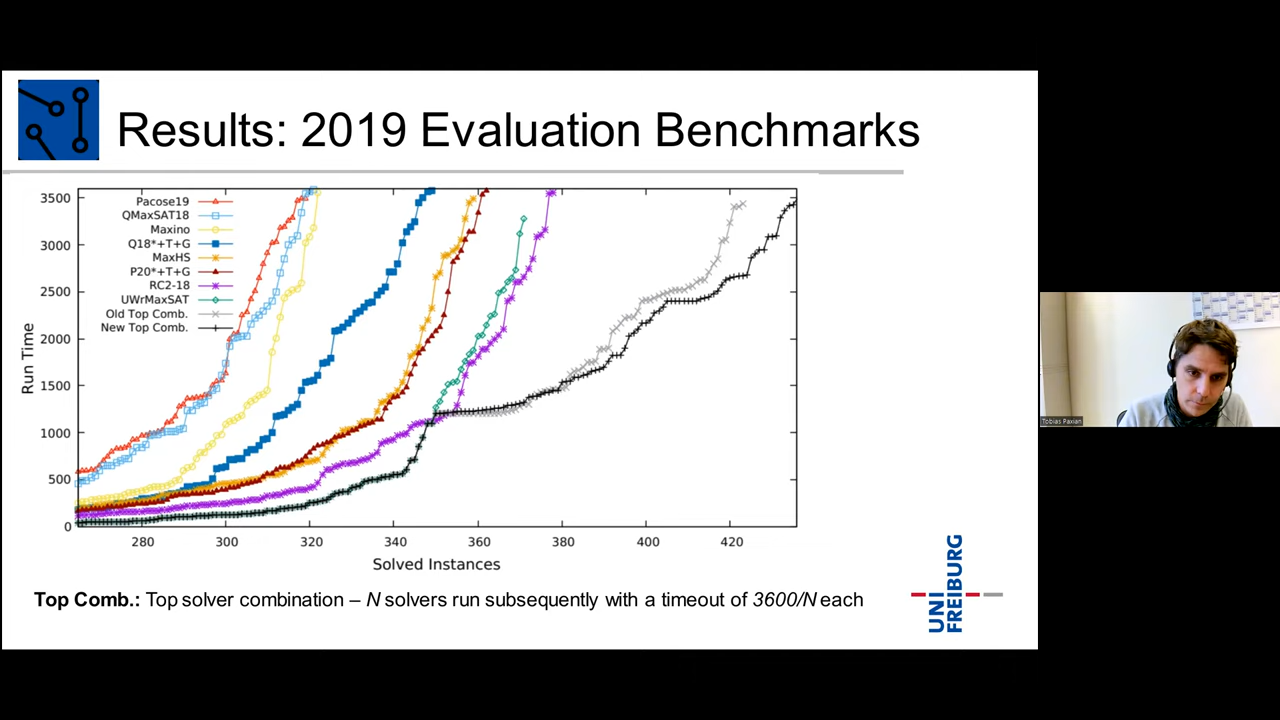 Results: 2019 Evaluation Benchmarks
3500
3000
2500
2000
1500
1000
500
0
Run Time
Pacose19
QMaxSAT18
Maxino
Q18*+T+G
MaxHS
P20*+T+G
RC2-18
UWrMaxSAT
Old Top Comb.
New Top Comb.
280 300 320 340 360 380 400 420
Solved Instances
Top Comb.: Top solver combination – N solvers run subsequently with a timeout of 3600/N each
UNI
FREIBURG
Tobias Paxian